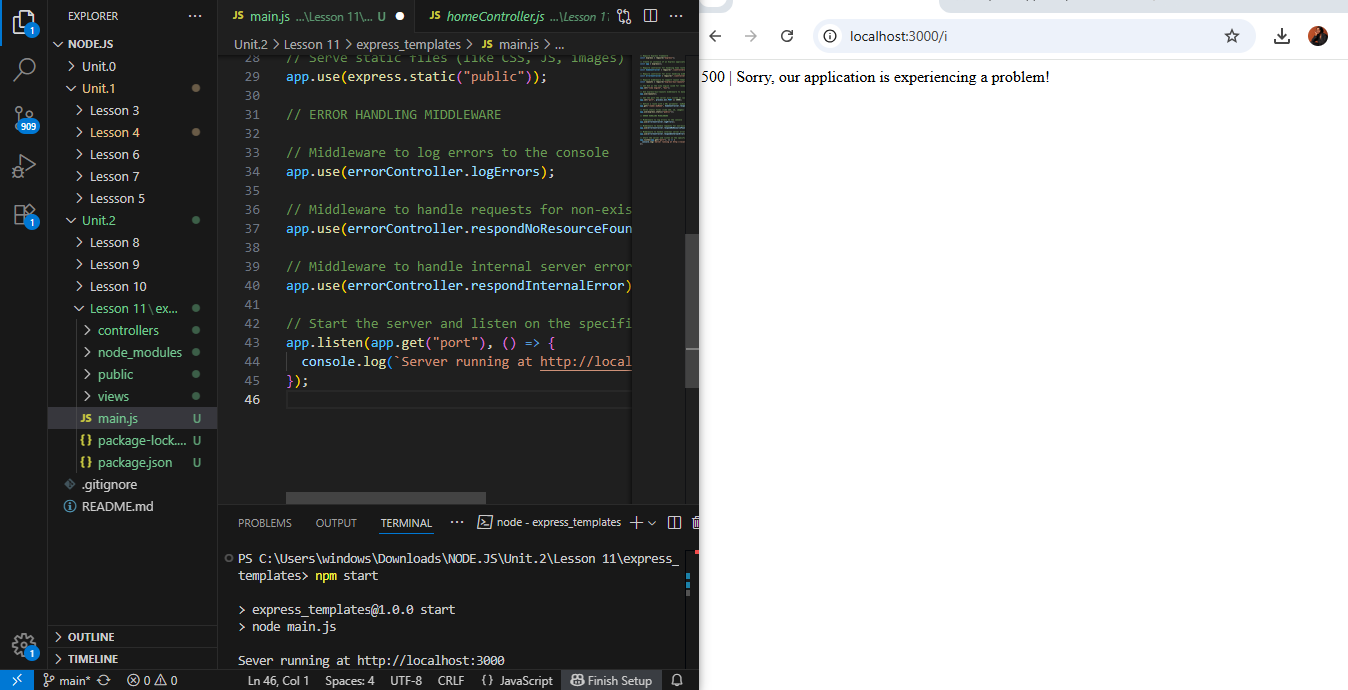 EXPLORER
NODE.JS
Unit.0
Unit.1
Lesson 3
Lesson 4
Lesson 6
Lesson 7
Lessson 5
Unit.2
Lesson 8
Lesson 9
Lesson 10
Lesson 11\ex...
controllers
node_modules
public
views
JS main.js U
{} package-lock.... U
{} package.json U
.gitignore
README.md
OUTLINE
TIMELINE
1
909
1
1
JS main.js ...\Lesson 11\... U
JS homeController.js ...\Lesson 11
Unit.2 > Lesson 11 > express_templates > JS main.js > ...
28 // Serve static files (like CSS, JS, images)
29 app.use(express.static("public"));
30
31 // ERROR HANDLING MIDDLEWARE
32
33 // Middleware to log errors to the console
34 app.use(errorController.logErrors);
35
36 // Middleware to handle requests for non-exis
37 app.use(errorController.respondNoResourceFoun
38
39 // Middleware to handle internal server error
40 app.use(errorController.respondInternalError)
41
42 // Start the server and listen on the specifi
43 app.listen(app.get("port"), () => {
44 console.log(`Server running at http://local
45 });
46
PROBLEMS OUTPUT TERMINAL ... node - express_templates
PS C:\Users\windows\Downloads\NODE.JS\Unit.2\Lesson 11\express_
templates> npm start
> express_templates@1.0.0 start
> node main.js
Sever running at http://localhost:3000
main* 0 0 Ln 46, Col 1 Spaces: 4 UTF-8 CRLF {} JavaScript Finish Setup
localhost:3000/i
500 | Sorry, our application is experiencing a problem!